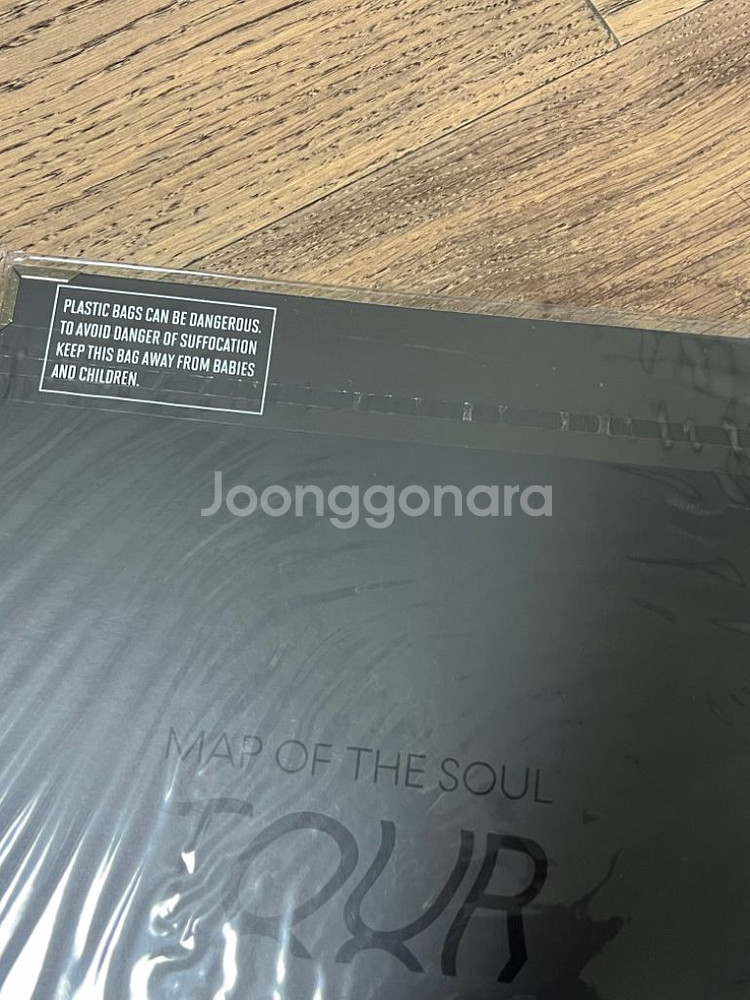 PLASTIC BAGS CAN BE DANGEROUS.
TO AVOID DANGER OF SUFFOCATION
KEEP THIS BAG AWAY FROM BABIES
AND CHILDREN.
Joonggonara
MAP OF THE SOUL
TOUR